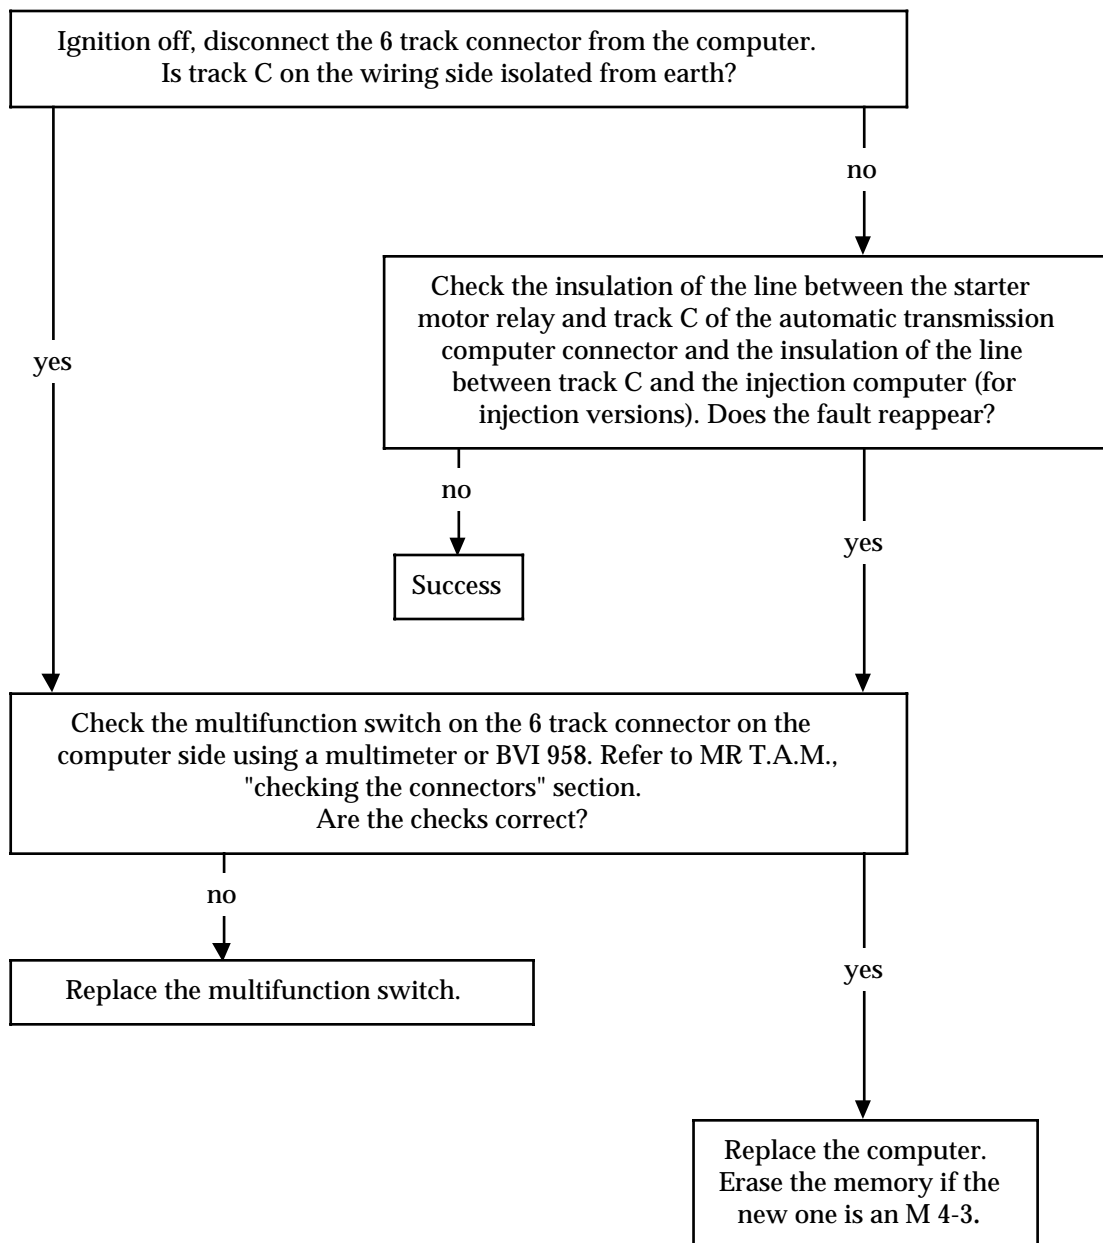 Ignition off, disconnect the 6 track connector from the computer.
Is track C on the wiring side isolated from earth?
no
Check the insulation of the line between the starter
motor relay and track C of the automatic transmission
computer connector and the insulation of the line
between track C and the injection computer (for
injection versions). Does the fault reappear?
yes
no
yes
Success
Check the multifunction switch on the 6 track connector on the
computer side using a multimeter or BVI 958. Refer to MR T.A.M.,
"checking the connectors" section.
Are the checks correct?
no
yes
Replace the multifunction switch.
Replace the computer.
Erase the memory if the
new one is an M 4-3.